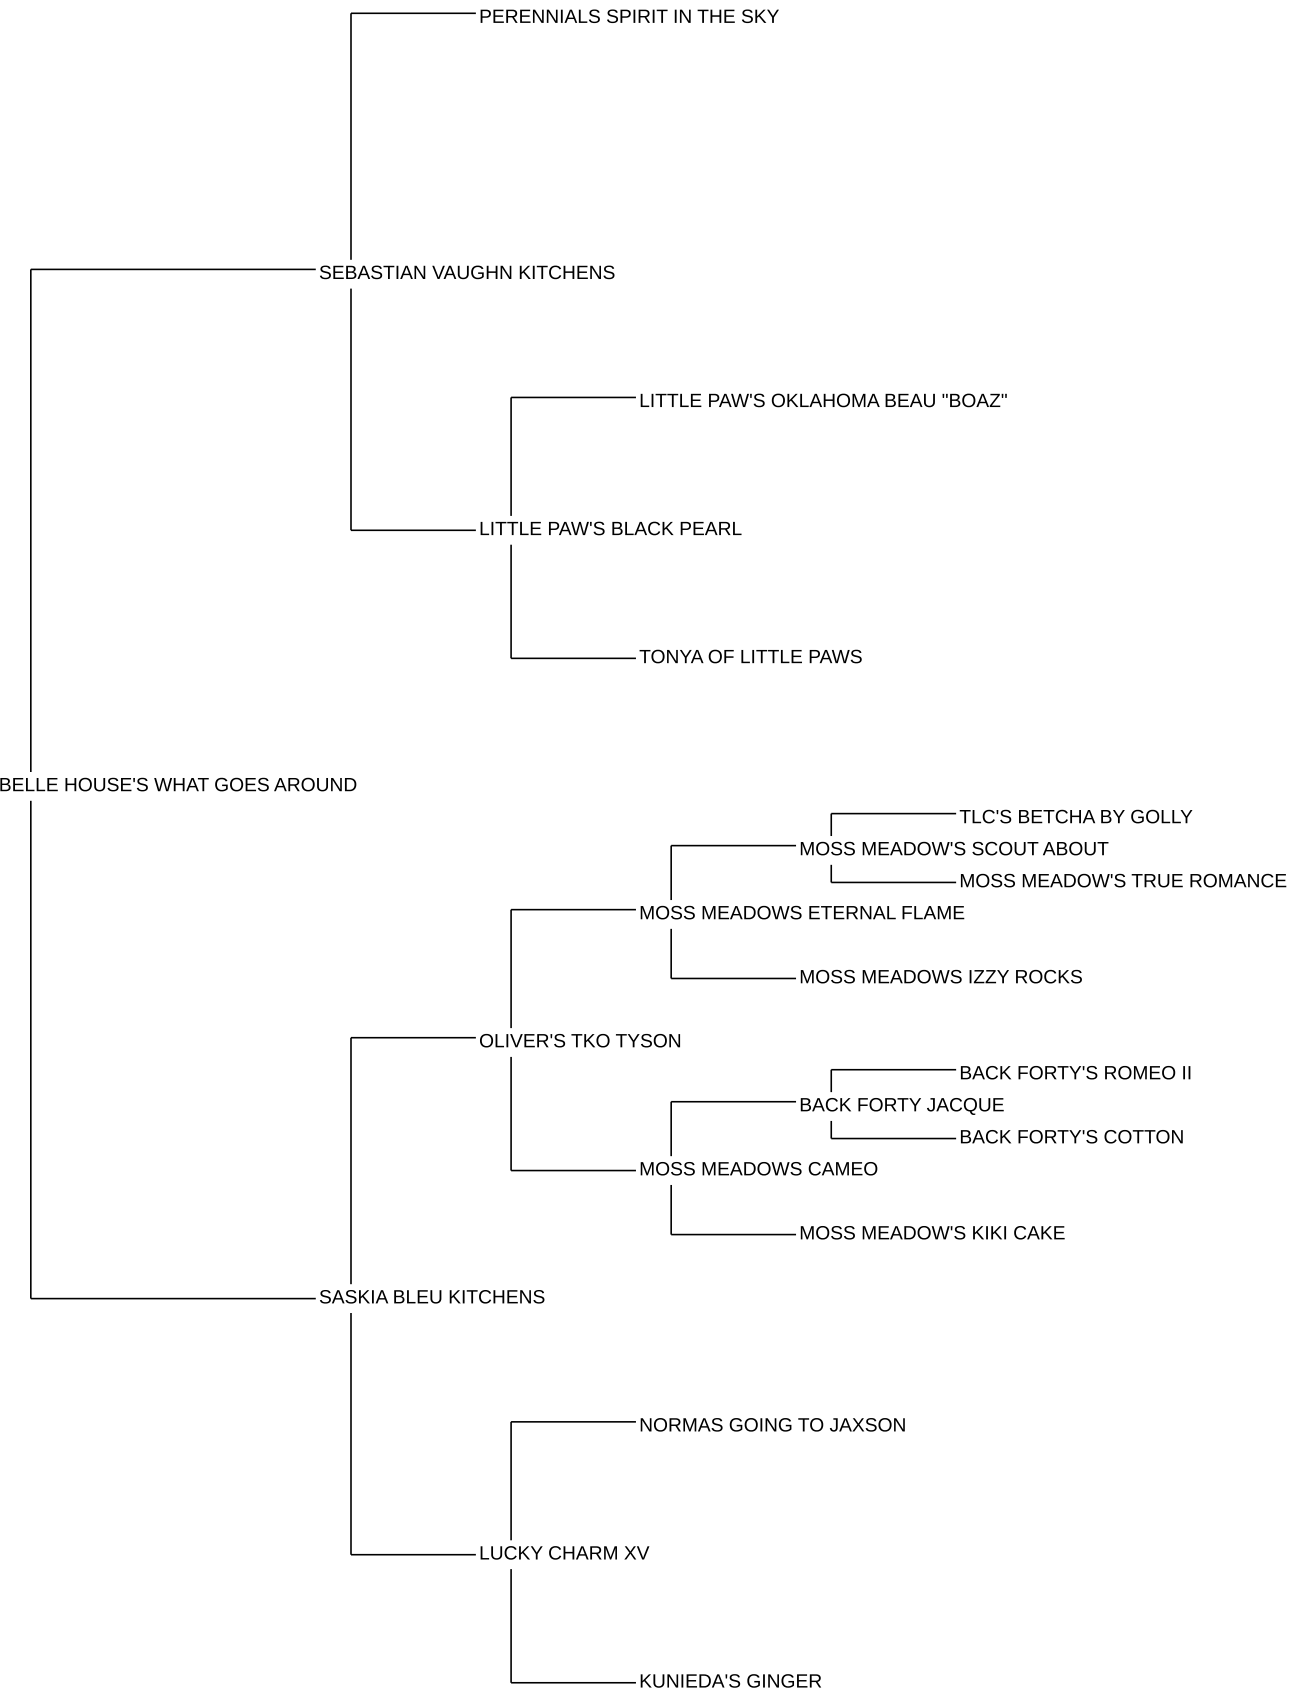 PERENNIALS SPIRIT IN THE SKY
SEBASTIAN VAUGHN KITCHENS
LITTLE PAW'S OKLAHOMA BEAU "BOAZ"
LITTLE PAW'S BLACK PEARL
TONYA OF LITTLE PAWS
BELLE HOUSE'S WHAT GOES AROUND
TLC'S BETCHA BY GOLLY
MOSS MEADOW'S SCOUT ABOUT
MOSS MEADOW'S TRUE ROMANCE
MOSS MEADOWS ETERNAL FLAME
MOSS MEADOWS IZZY ROCKS
OLIVER'S TKO TYSON
BACK FORTY'S ROMEO II
BACK FORTY JACQUE
BACK FORTY'S COTTON
MOSS MEADOWS CAMEO
MOSS MEADOW'S KIKI CAKE
SASKIA BLEU KITCHENS
NORMAS GOING TO JAXSON
LUCKY CHARM XV
KUNIEDA'S GINGER